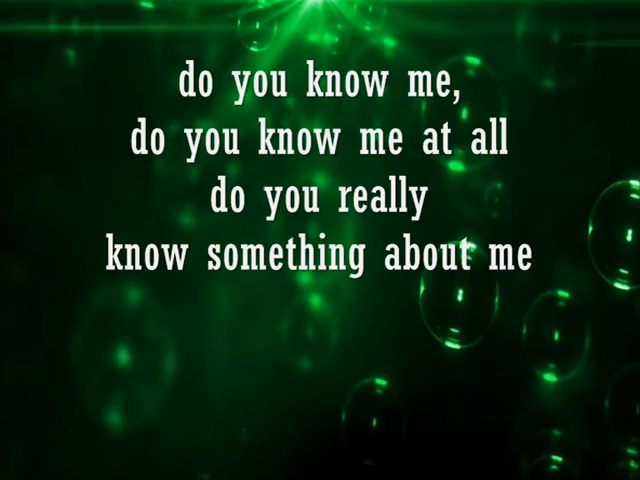 do you know me,
do you know me at all
do you really
know something about me